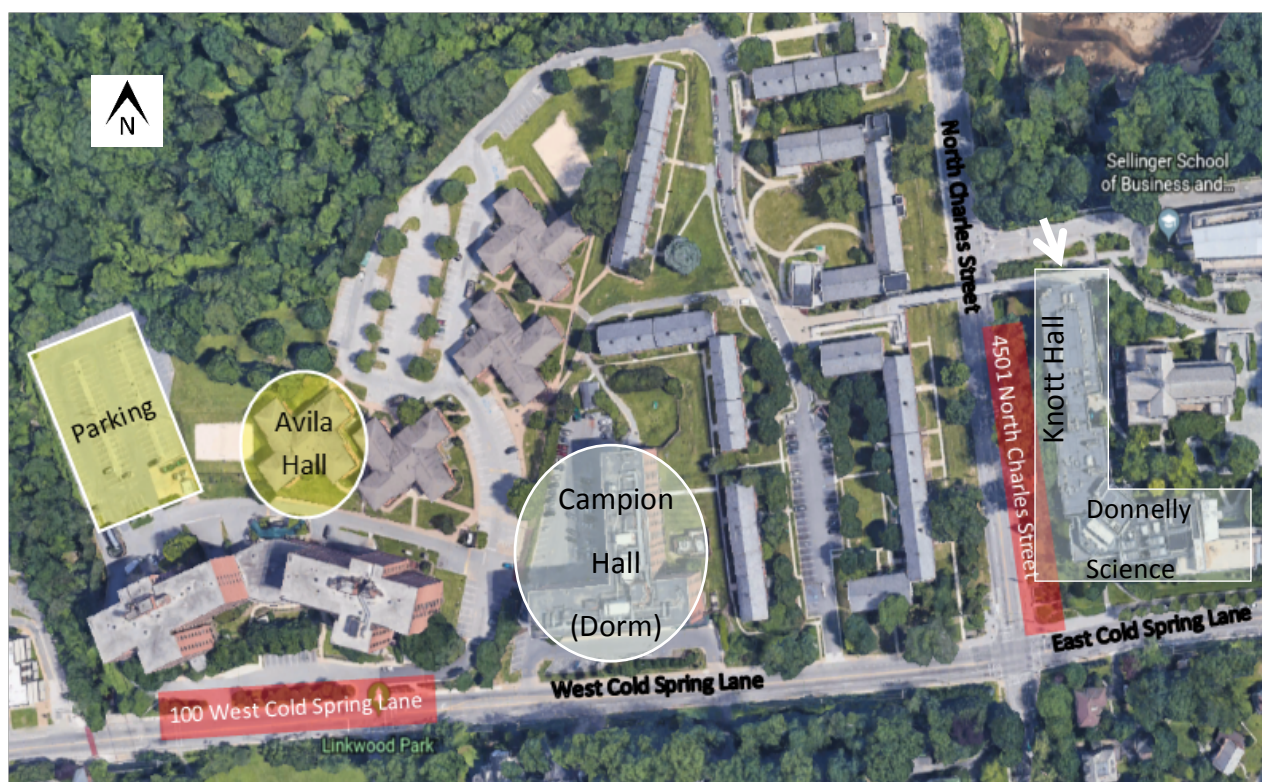 N
North Charles Street
Sellinger School
of Business and...
4501 North Charles Street
Knott Hall
Parking
Avila
Hall
Campion
Hall
(Dorm)
Donnelly
Science
East Cold Spring Lane
West Cold Spring Lane
100 West Cold Spring Lane
Linkwood Park